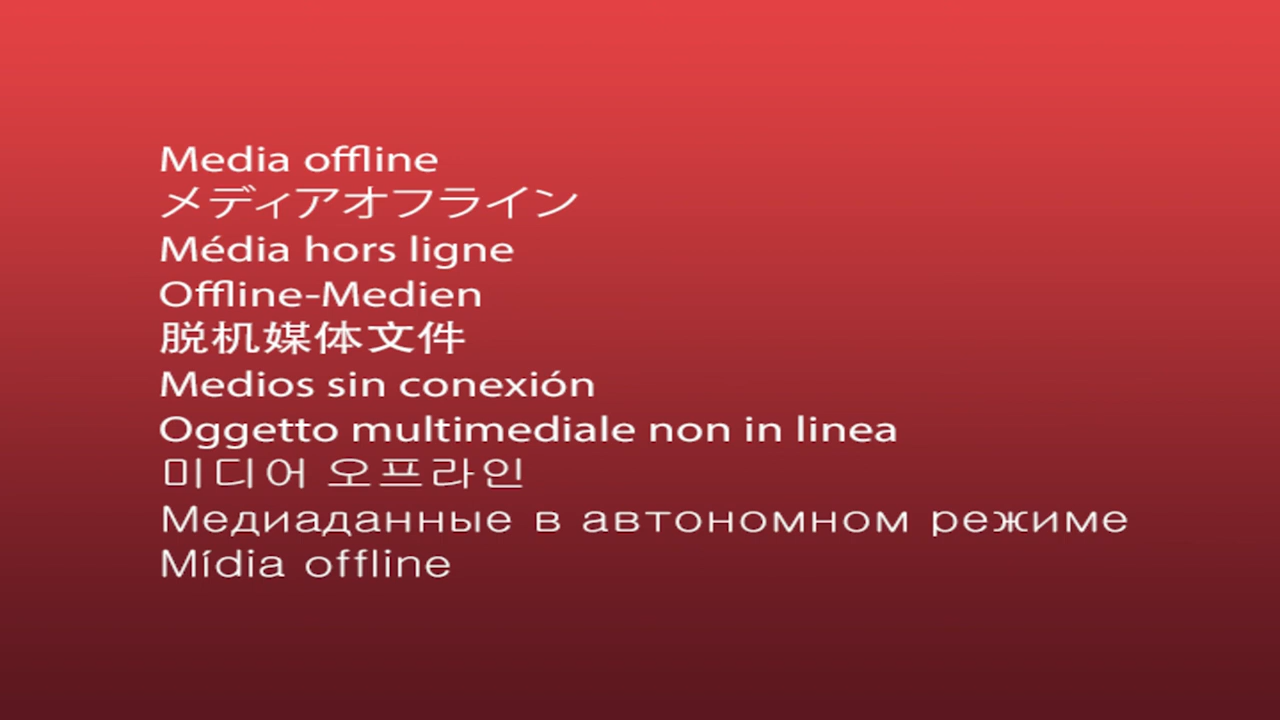 Media offline
メディアオフライン
Média hors ligne
Offline-Medien
脱机媒体文件
Medios sin conexión
Oggetto multimediale non in linea
미디어 오프라인
Медиаданные в автономном режиме
Mídia offline